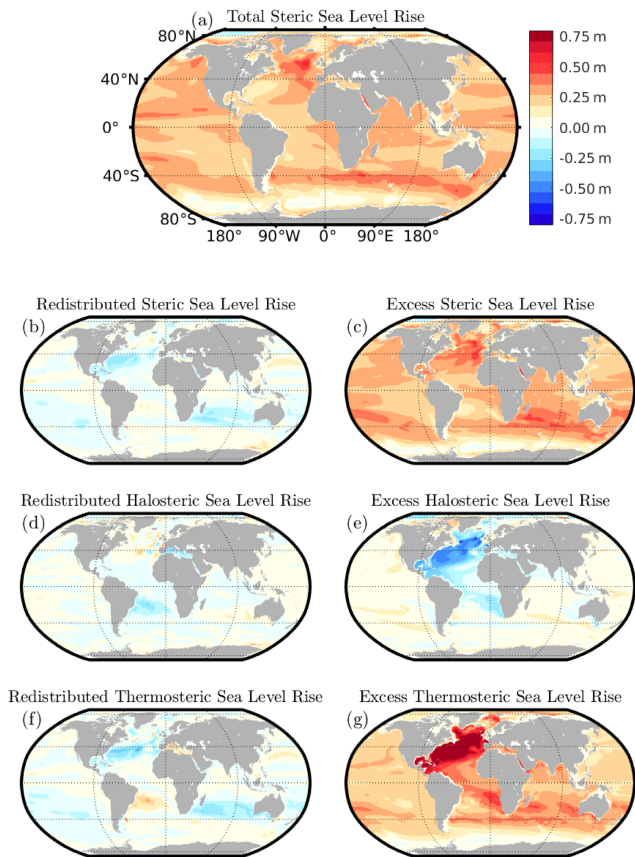 (a) Total Steric Sea Level Rise
80°N
40°N
0°
40°S
80°S
180° 90°W 0° 90°E 180°
0.75 m
0.50 m
0.25 m
0.00 m
-0.25 m
-0.50 m
-0.75 m
Redistributed Steric Sea Level Rise
(b)
Excess Steric Sea Level Rise
(c)
Redistributed Halosteric Sea Level Rise
(d)
Excess Halosteric Sea Level Rise
(e)
Redistributed Thermosteric Sea Level Rise
(f)
Excess Thermosteric Sea Level Rise
(g)